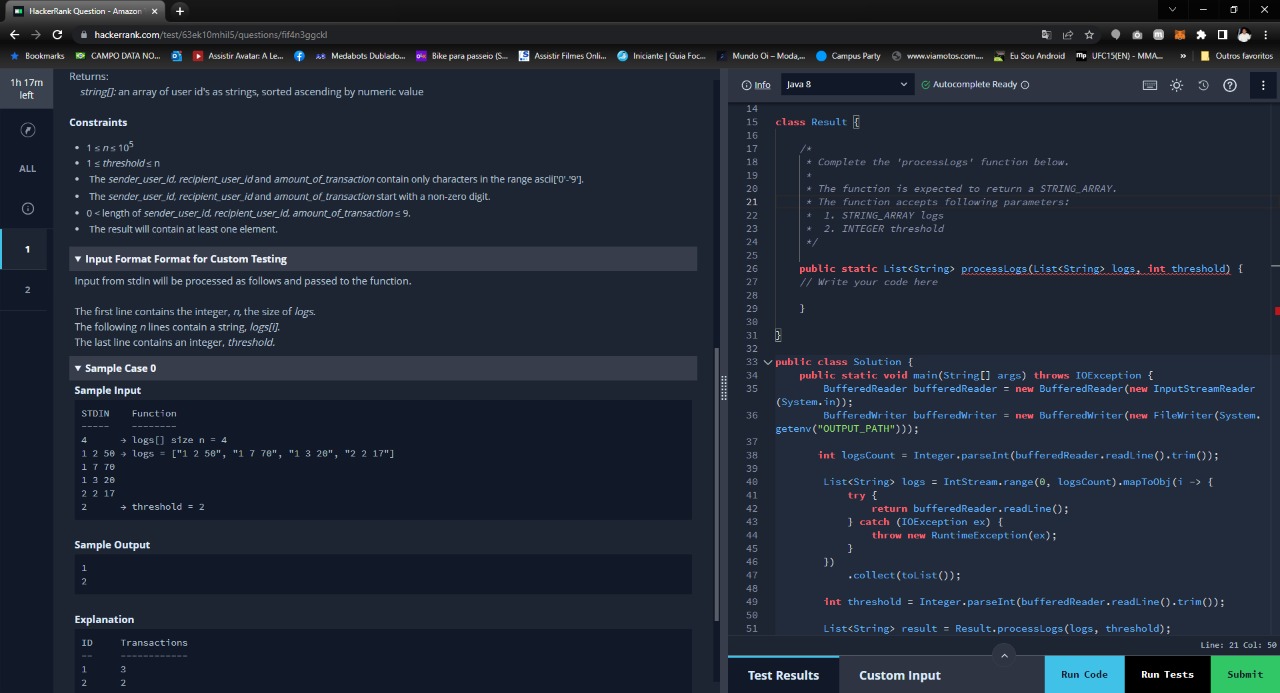 HackerRank Question - Amazon
hackerrank.com/test/63ek10mhil5/questions/fif4n3ggckl
Bookmarks
CAMPO DATA NO...
Assistir Avatar: A Le...
Medabots Dublado...
Bike para passeio (S...
Assistir Filmes Onli...
Iniciante | Guia Foc...
Mundo Oi – Moda,...
Campus Party
www.viamotos.com....
Eu Sou Android
UFC15(EN) - MMA...
»
Outros favoritos
1h 17m
left
ALL
1
2
Returns:
string[]: an array of user id's as strings, sorted ascending by numeric value
Constraints
• 1 ≤ n ≤ 10^5
• 1 ≤ threshold ≤ n
• The sender_user_id, recipient_user_id and amount_of_transaction contain only characters in the range ascii['0'-'9'].
• The sender_user_id, recipient_user_id and amount_of_transaction start with a non-zero digit.
• 0 < length of sender_user_id, recipient_user_id, amount_of_transaction ≤ 9.
• The result will contain at least one element.
▼ Input Format Format for Custom Testing
Input from stdin will be processed as follows and passed to the function.
The first line contains the integer, n, the size of logs.
The following n lines contain a string, logs[i].
The last line contains an integer, threshold.
▼ Sample Case 0
Sample Input
STDIN Function
----- --------
4 → logs[] size n = 4
1 2 50 → logs = ["1 2 50", "1 7 70", "1 3 20", "2 2 17"]
1 7 70
1 3 20
2 2 17
2 → threshold = 2
Sample Output
1
2
Explanation
ID Transactions
-- ------------
1 3
2 2
Info
Java 8
Autocomplete Ready
14
15 class Result {
16
17 /*
18 * Complete the 'processLogs' function below.
19 *
20 * The function is expected to return a STRING_ARRAY.
21 * The function accepts following parameters:
22 * 1. STRING_ARRAY logs
23 * 2. INTEGER threshold
24 */
25
26 public static List<String> processLogs(List<String> logs, int threshold) {
27 // Write your code here
28
29 }
30
31 }
32
33 public class Solution {
34 public static void main(String[] args) throws IOException {
35 BufferedReader bufferedReader = new BufferedReader(new InputStreamReader
(System.in));
36 BufferedWriter bufferedWriter = new BufferedWriter(new FileWriter(System.
getenv("OUTPUT_PATH")));
37
38 int logsCount = Integer.parseInt(bufferedReader.readLine().trim());
39
40 List<String> logs = IntStream.range(0, logsCount).mapToObj(i -> {
41 try {
42 return bufferedReader.readLine();
43 } catch (IOException ex) {
44 throw new RuntimeException(ex);
45 }
46 })
47 .collect(toList());
48
49 int threshold = Integer.parseInt(bufferedReader.readLine().trim());
50
51 List<String> result = Result.processLogs(logs, threshold);
Line: 21 Col: 50
Test Results
Custom Input
Run Code
Run Tests
Submit